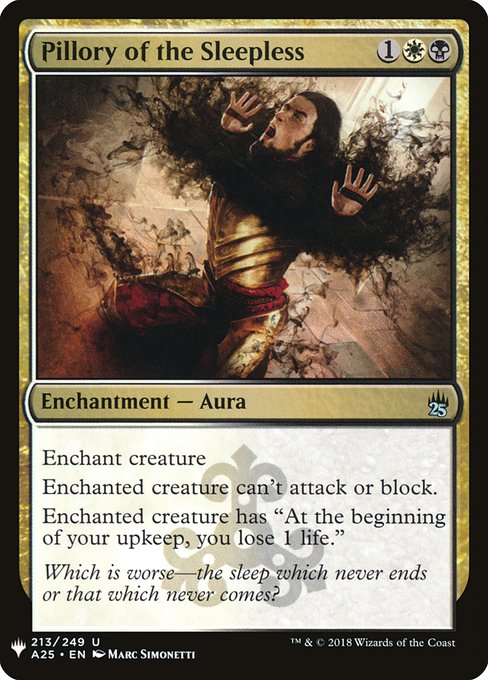 Pillory of the Sleepless 1
Enchantment — Aura
25
Enchant creature
Enchanted creature can't attack or block.
Enchanted creature has “At the beginning
of your upkeep, you lose 1 life.”
Which is worse—the sleep which never ends
or that which never comes?
213/249 U
A25 • EN Marc Simonetti
™ & © 2018 Wizards of the Coast